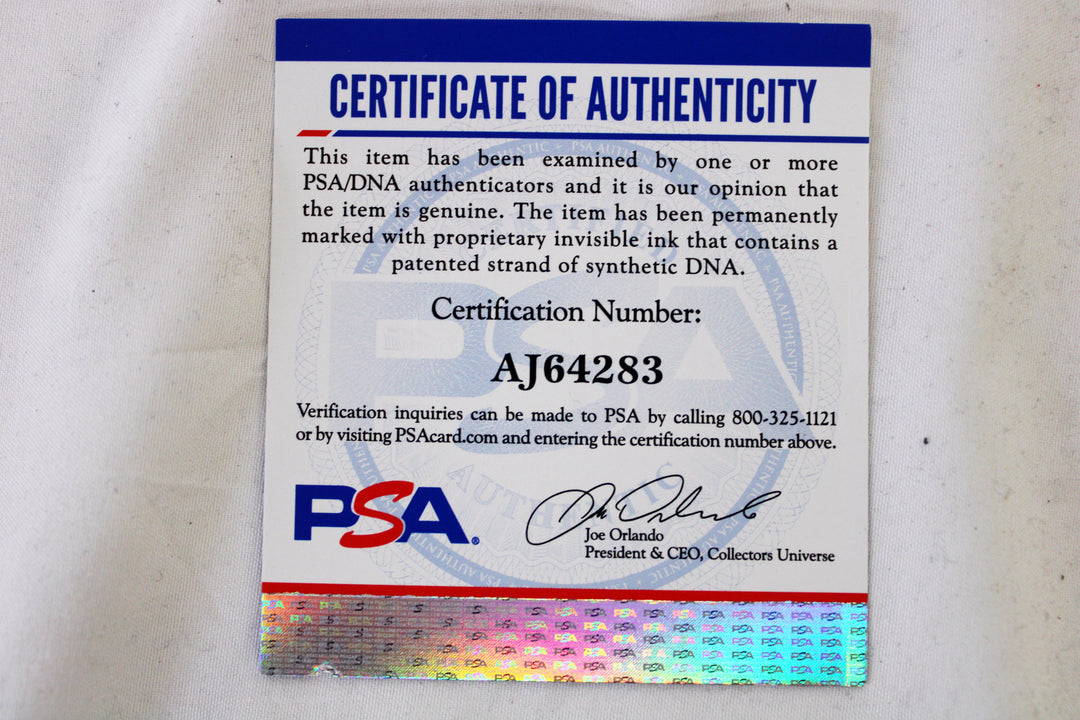 CERTIFICATE OF AUTHENTICITY
This item has been examined by one or more
PSA/DNA authenticators and it is our opinion that
the item is genuine. The item has been permanently
marked with proprietary invisible ink that contains a
patented strand of synthetic DNA.
Certification Number:
AJ64283
Verification inquiries can be made to PSA by calling 800-325-1121
or by visiting PSAcard.com and entering the certification number above.
PSA®
Joe Orlando
President & CEO, Collectors Universe